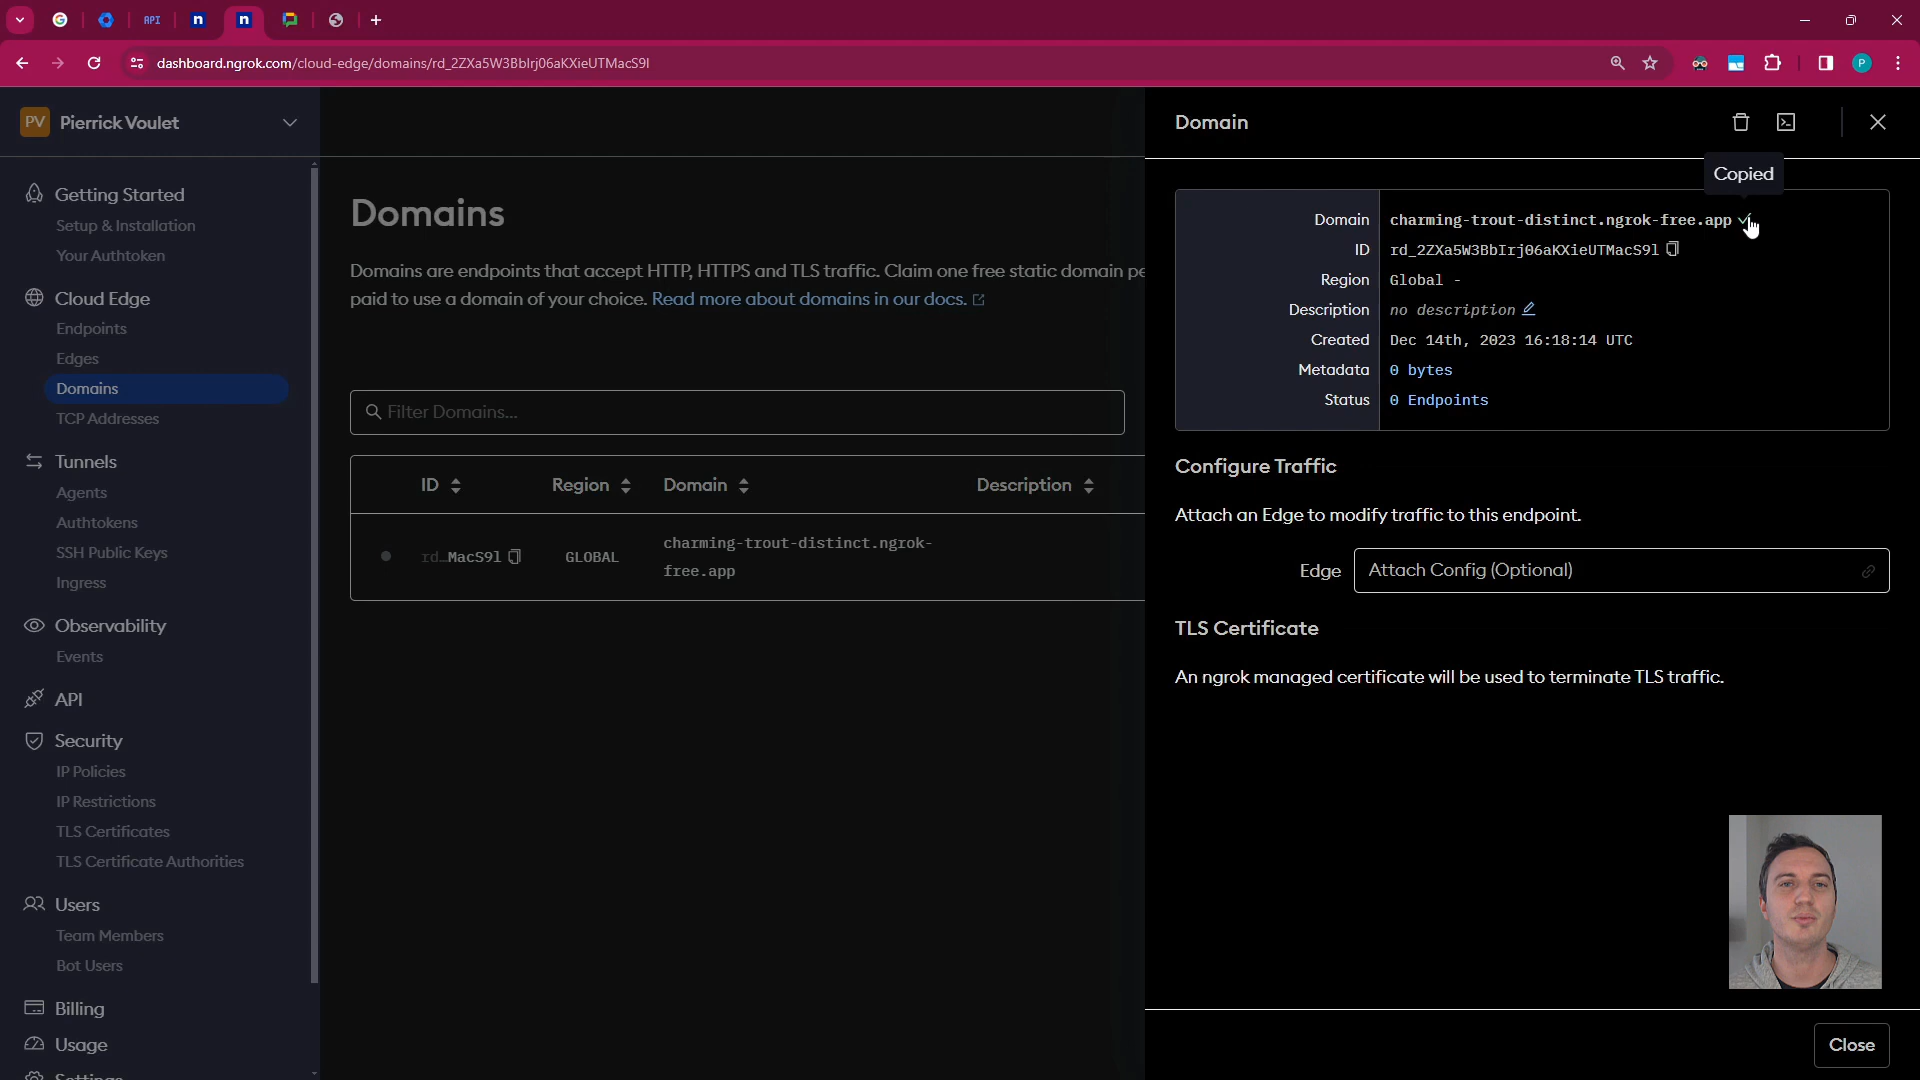 API
n
n
P
dashboard.ngrok.com/cloud-edge/domains/rd_2ZXa5W3BbIrj06aKXieUTMacS9l
PV
Pierrick Voulet
Getting Started
Setup & Installation
Your Authtoken
Cloud Edge
Endpoints
Edges
Domains
TCP Addresses
Tunnels
Agents
Authtokens
SSH Public Keys
Ingress
Observability
Events
API
Security
IP Policies
IP Restrictions
TLS Certificates
TLS Certificate Authorities
Users
Team Members
Bot Users
Billing
Usage
Settings
Domains
Domains are endpoints that accept HTTP, HTTPS and TLS traffic. Claim one free static domain pe
paid to use a domain of your choice. Read more about domains in our docs.
Filter Domains...
ID Region Domain Description
rd_…MacS9l GLOBAL charming-trout-distinct.ngrok-
free.app
Domain
Copied
Domain charming-trout-distinct.ngrok-free.app
ID rd_2ZXa5W3BbIrj06aKXieUTMacS9l
Region Global -
Description no description
Created Dec 14th, 2023 16:18:14 UTC
Metadata 0 bytes
Status 0 Endpoints
Configure Traffic
Attach an Edge to modify traffic to this endpoint.
Edge Attach Config (Optional)
TLS Certificate
An ngrok managed certificate will be used to terminate TLS traffic.
Close